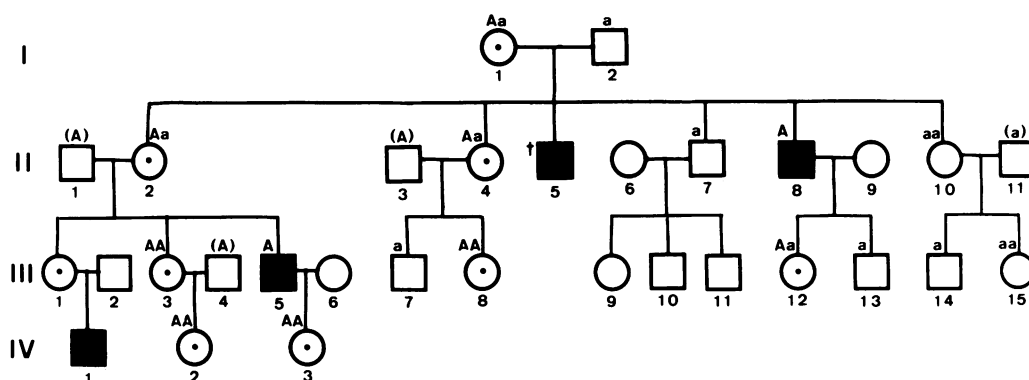 Aa a
I
1 2
(A) Aa (A) Aa † a A aa (a)
II
1 2 3 4 5 6 7 8 9 10 11
AA (A) A a AA Aa a a aa
III
1 2 3 4 5 6 7 8 9 10 11 12 13 14 15
AA AA
IV
1 2 3